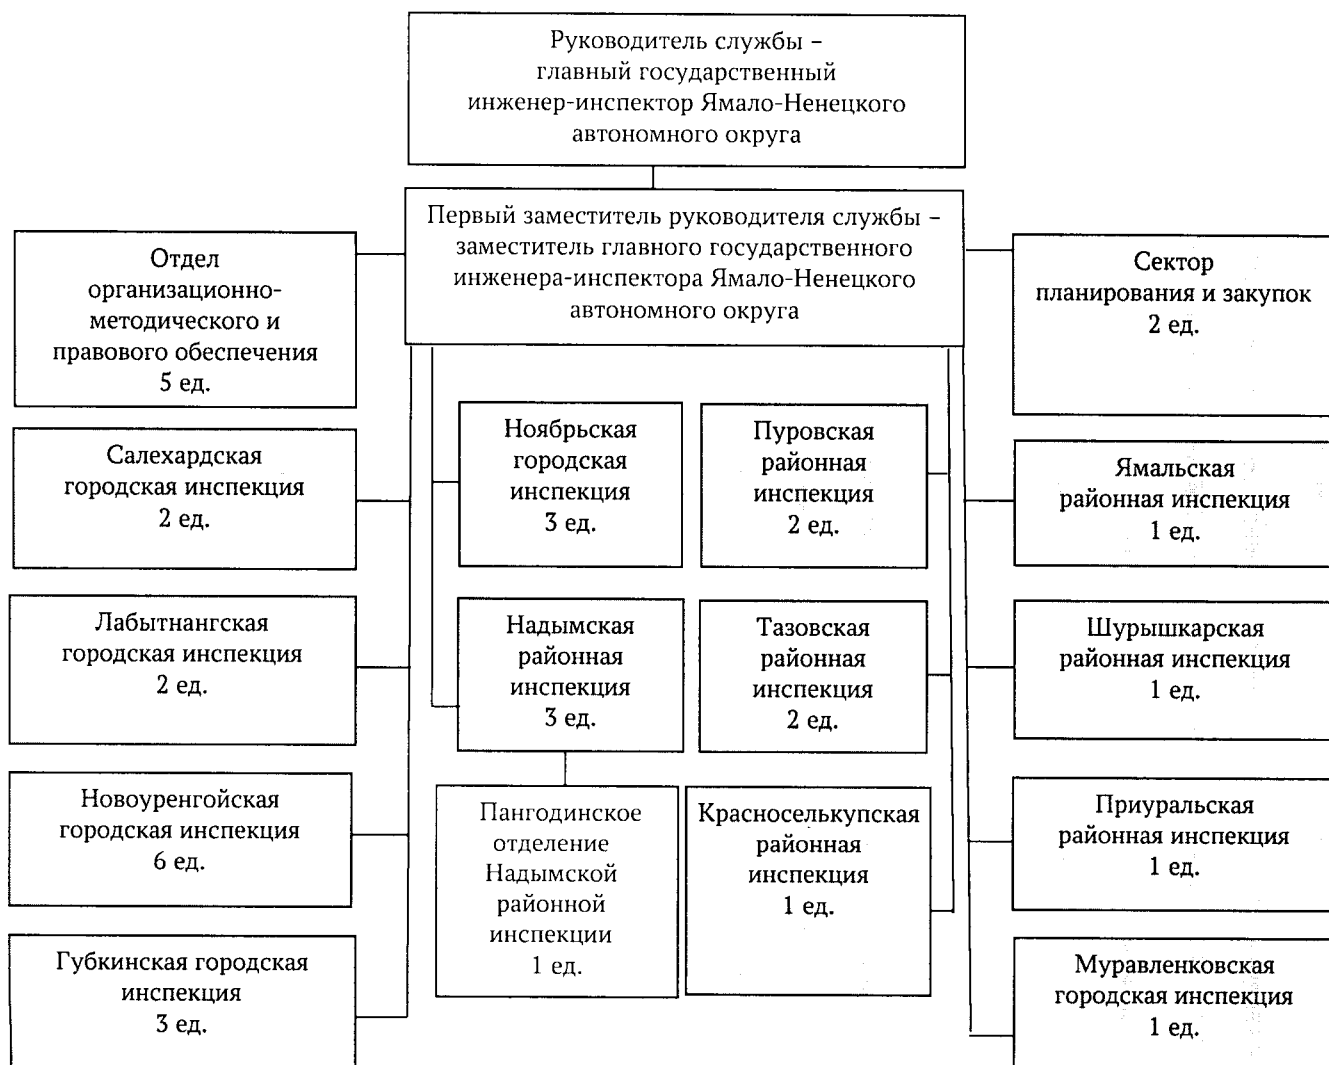 Руководитель службы –
главный государственный
инженер-инспектор Ямало-Ненецкого
автономного округа
Первый заместитель руководителя службы –
заместитель главного государственного
инженера-инспектора Ямало-Ненецкого
автономного округа
Отдел
организационно-
методического и
правового обеспечения
5 ед.
Сектор
планирования и закупок
2 ед.
Салехардская
городская инспекция
2 ед.
Ноябрьская
городская
инспекция
3 ед.
Пуровская
районная
инспекция
2 ед.
Ямальская
районная инспекция
1 ед.
Лабытнангская
городская инспекция
2 ед.
Надымская
районная
инспекция
3 ед.
Тазовская
районная
инспекция
2 ед.
Шурышкарская
районная инспекция
1 ед.
Новоуренгойская
городская инспекция
6 ед.
Пангодинское
отделение
Надымской
районной
инспекции
1 ед.
Красноселькупская
районная
инспекция
1 ед.
Приуральская
районная инспекция
1 ед.
Губкинская городская
инспекция
3 ед.
Муравленковская
городская инспекция
1 ед.